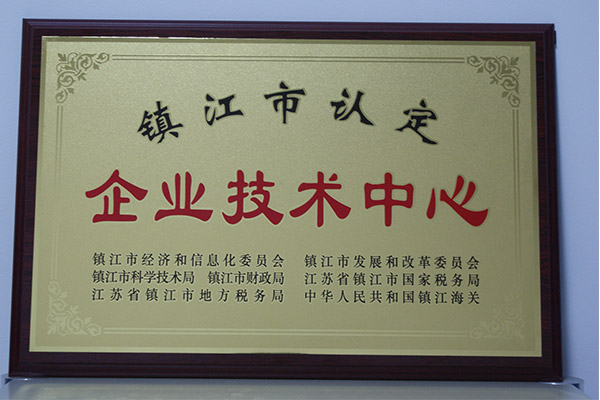 镇江市认定
企业技术中心
镇江市经济和信息化委员会 镇江市发展和改革委员会
镇江市科学技术局 镇江市财政局 江苏省镇江市国家税务局
江苏省镇江市地方税务局 中华人民共和国镇江海关